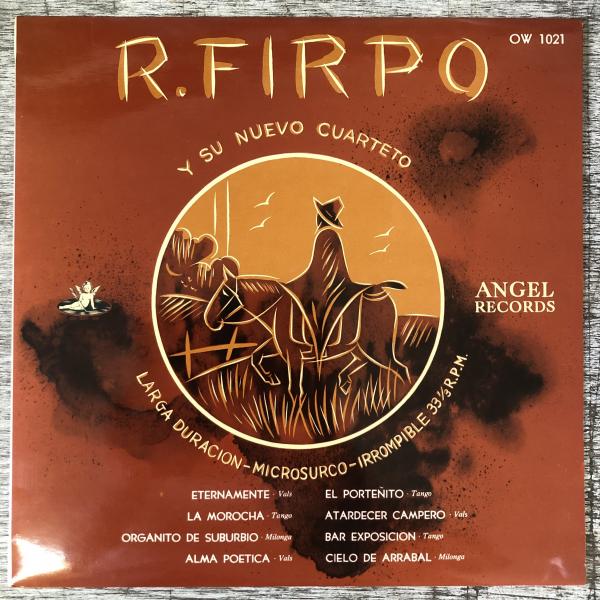 R. FIRPO
OW 1021
Y SU NUEVO CUARTETO
ANGEL
RECORDS
LARGA DURACION - MICROSURCO - IRROMPIBLE 33⅓ R.P.M.
ETERNAMENTE · Vals
LA MOROCHA · Tango
ORGANITO DE SUBURBIO · Milonga
ALMA POETICA · Vals
EL PORTEÑITO · Tango
ATARDECER CAMPERO · Vals
BAR EXPOSICION · Tango
CIELO DE ARRABAL · Milonga